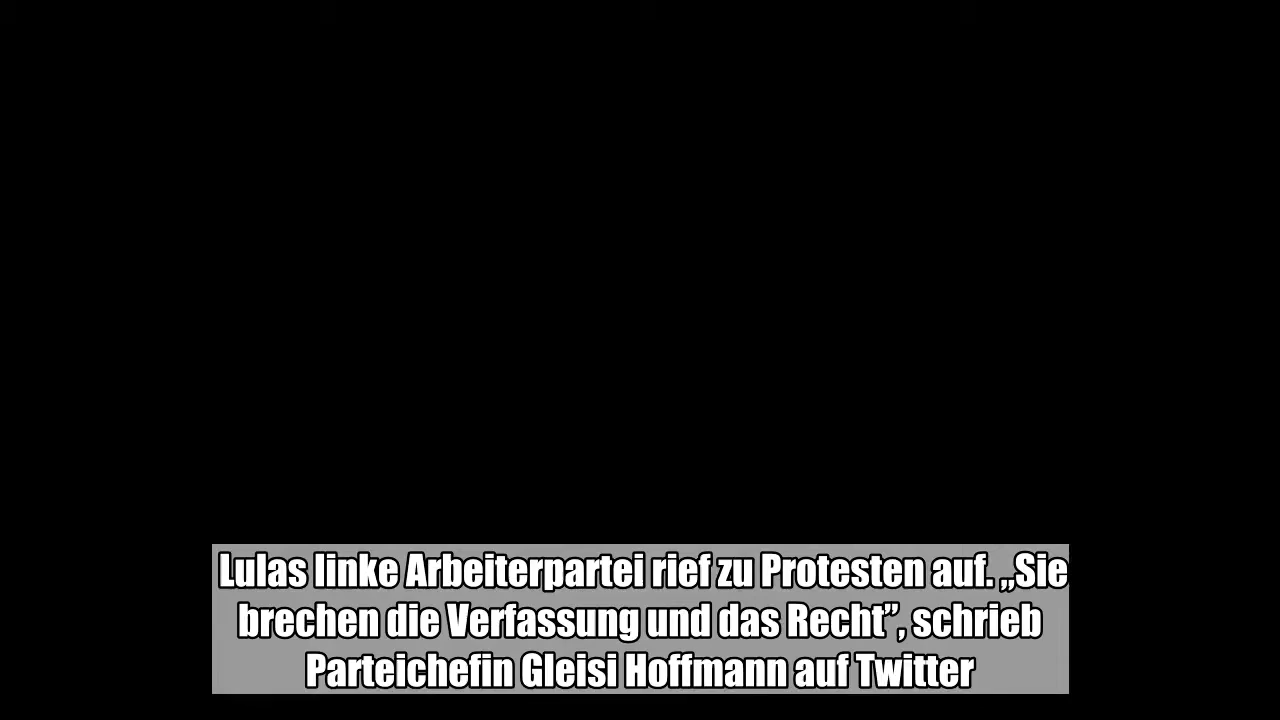 Lulas linke Arbeiterpartei rief zu Protesten auf. „Sie
brechen die Verfassung und das Recht”, schrieb
Parteichefin Gleisi Hoffmann auf Twitter